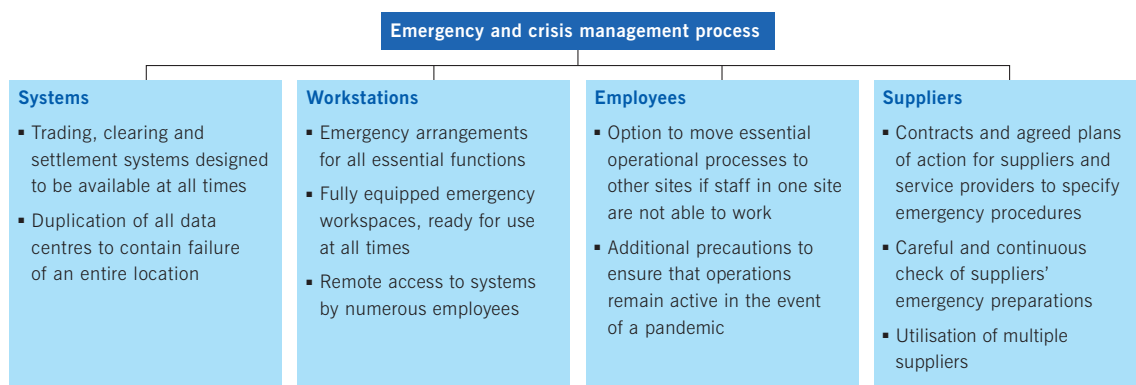 Emergency and crisis management process
Systems
▪ Trading, clearing and
settlement systems designed
to be available at all times
▪ Duplication of all data
centres to contain failure
of an entire location
Workstations
▪ Emergency arrangements
for all essential functions
▪ Fully equipped emergency
workspaces, ready for use
at all times
▪ Remote access to systems
by numerous employees
Employees
▪ Option to move essential
operational processes to
other sites if staff in one site
are not able to work
▪ Additional precautions to
ensure that operations
remain active in the event
of a pandemic
Suppliers
▪ Contracts and agreed plans
of action for suppliers and
service providers to specify
emergency procedures
▪ Careful and continuous
check of suppliers’
emergency preparations
▪ Utilisation of multiple
suppliers